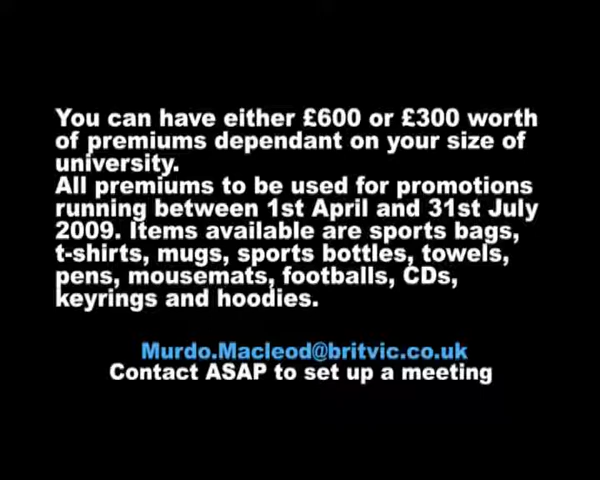 You can have either £600 or £300 worth
of premiums dependant on your size of
university.
All premiums to be used for promotions
running between 1st April and 31st July
2009. Items available are sports bags,
t-shirts, mugs, sports bottles, towels,
pens, mousemats, footballs, CDs,
keyrings and hoodies.
Murdo.Macleod@britvic.co.uk
Contact ASAP to set up a meeting